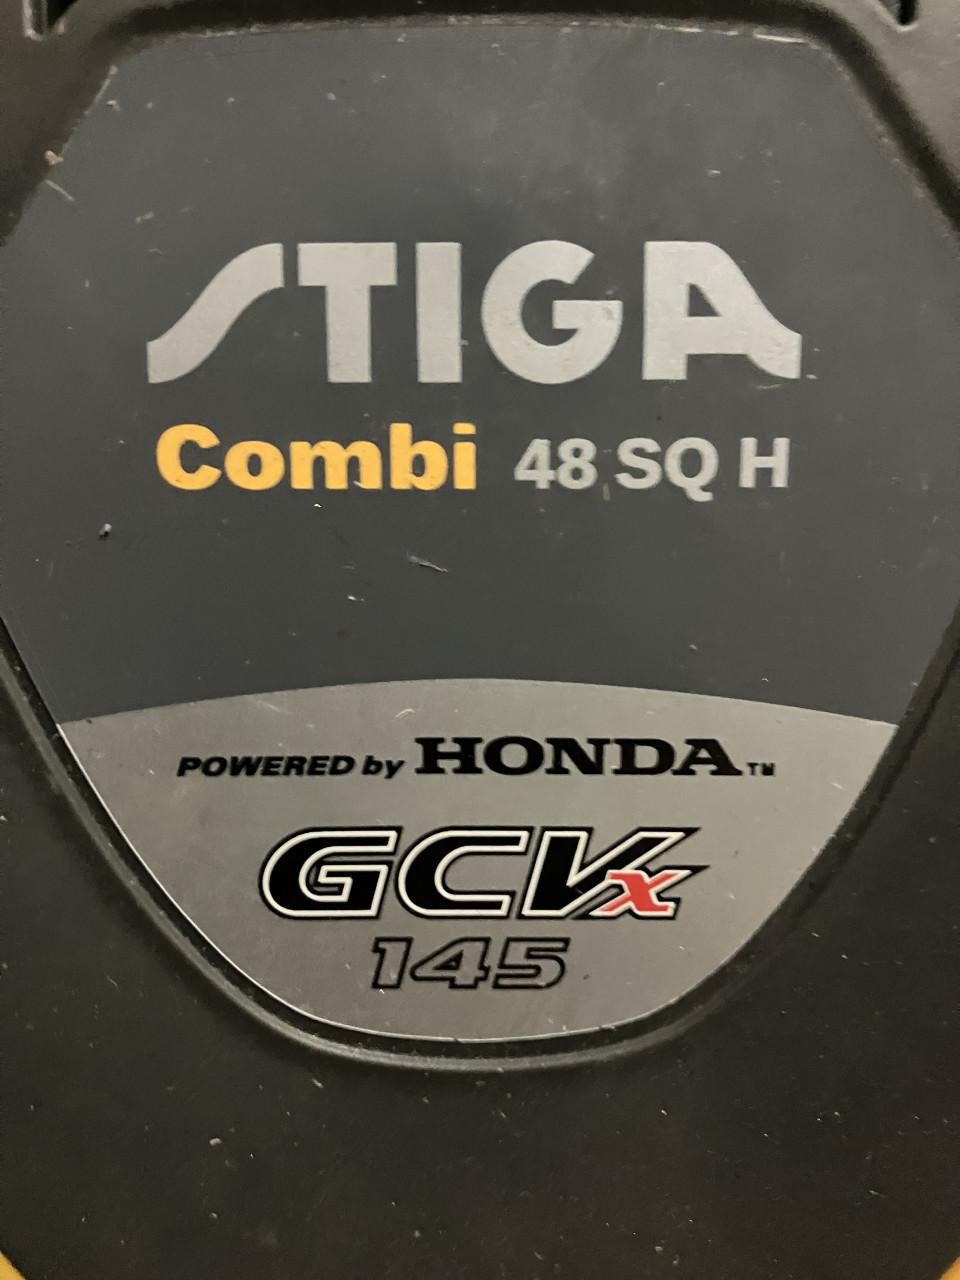 STIGA
Combi 48 SQ H
POWERED by HONDA™
GCVx
145